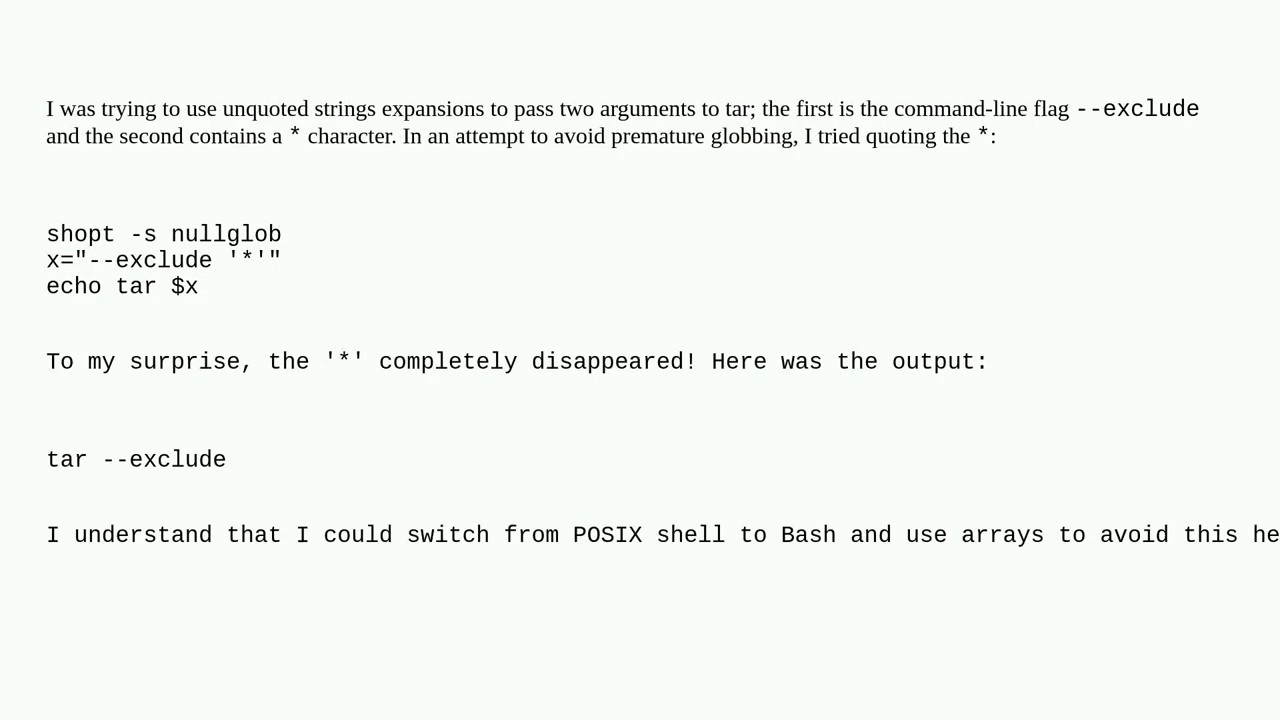 I was trying to use unquoted strings expansions to pass two arguments to tar; the first is the command-line flag --exclude
and the second contains a * character. In an attempt to avoid premature globbing, I tried quoting the *:
shopt -s nullglob
x="--exclude '*'"
echo tar $x
To my surprise, the '*' completely disappeared! Here was the output:
tar --exclude
I understand that I could switch from POSIX shell to Bash and use arrays to avoid this